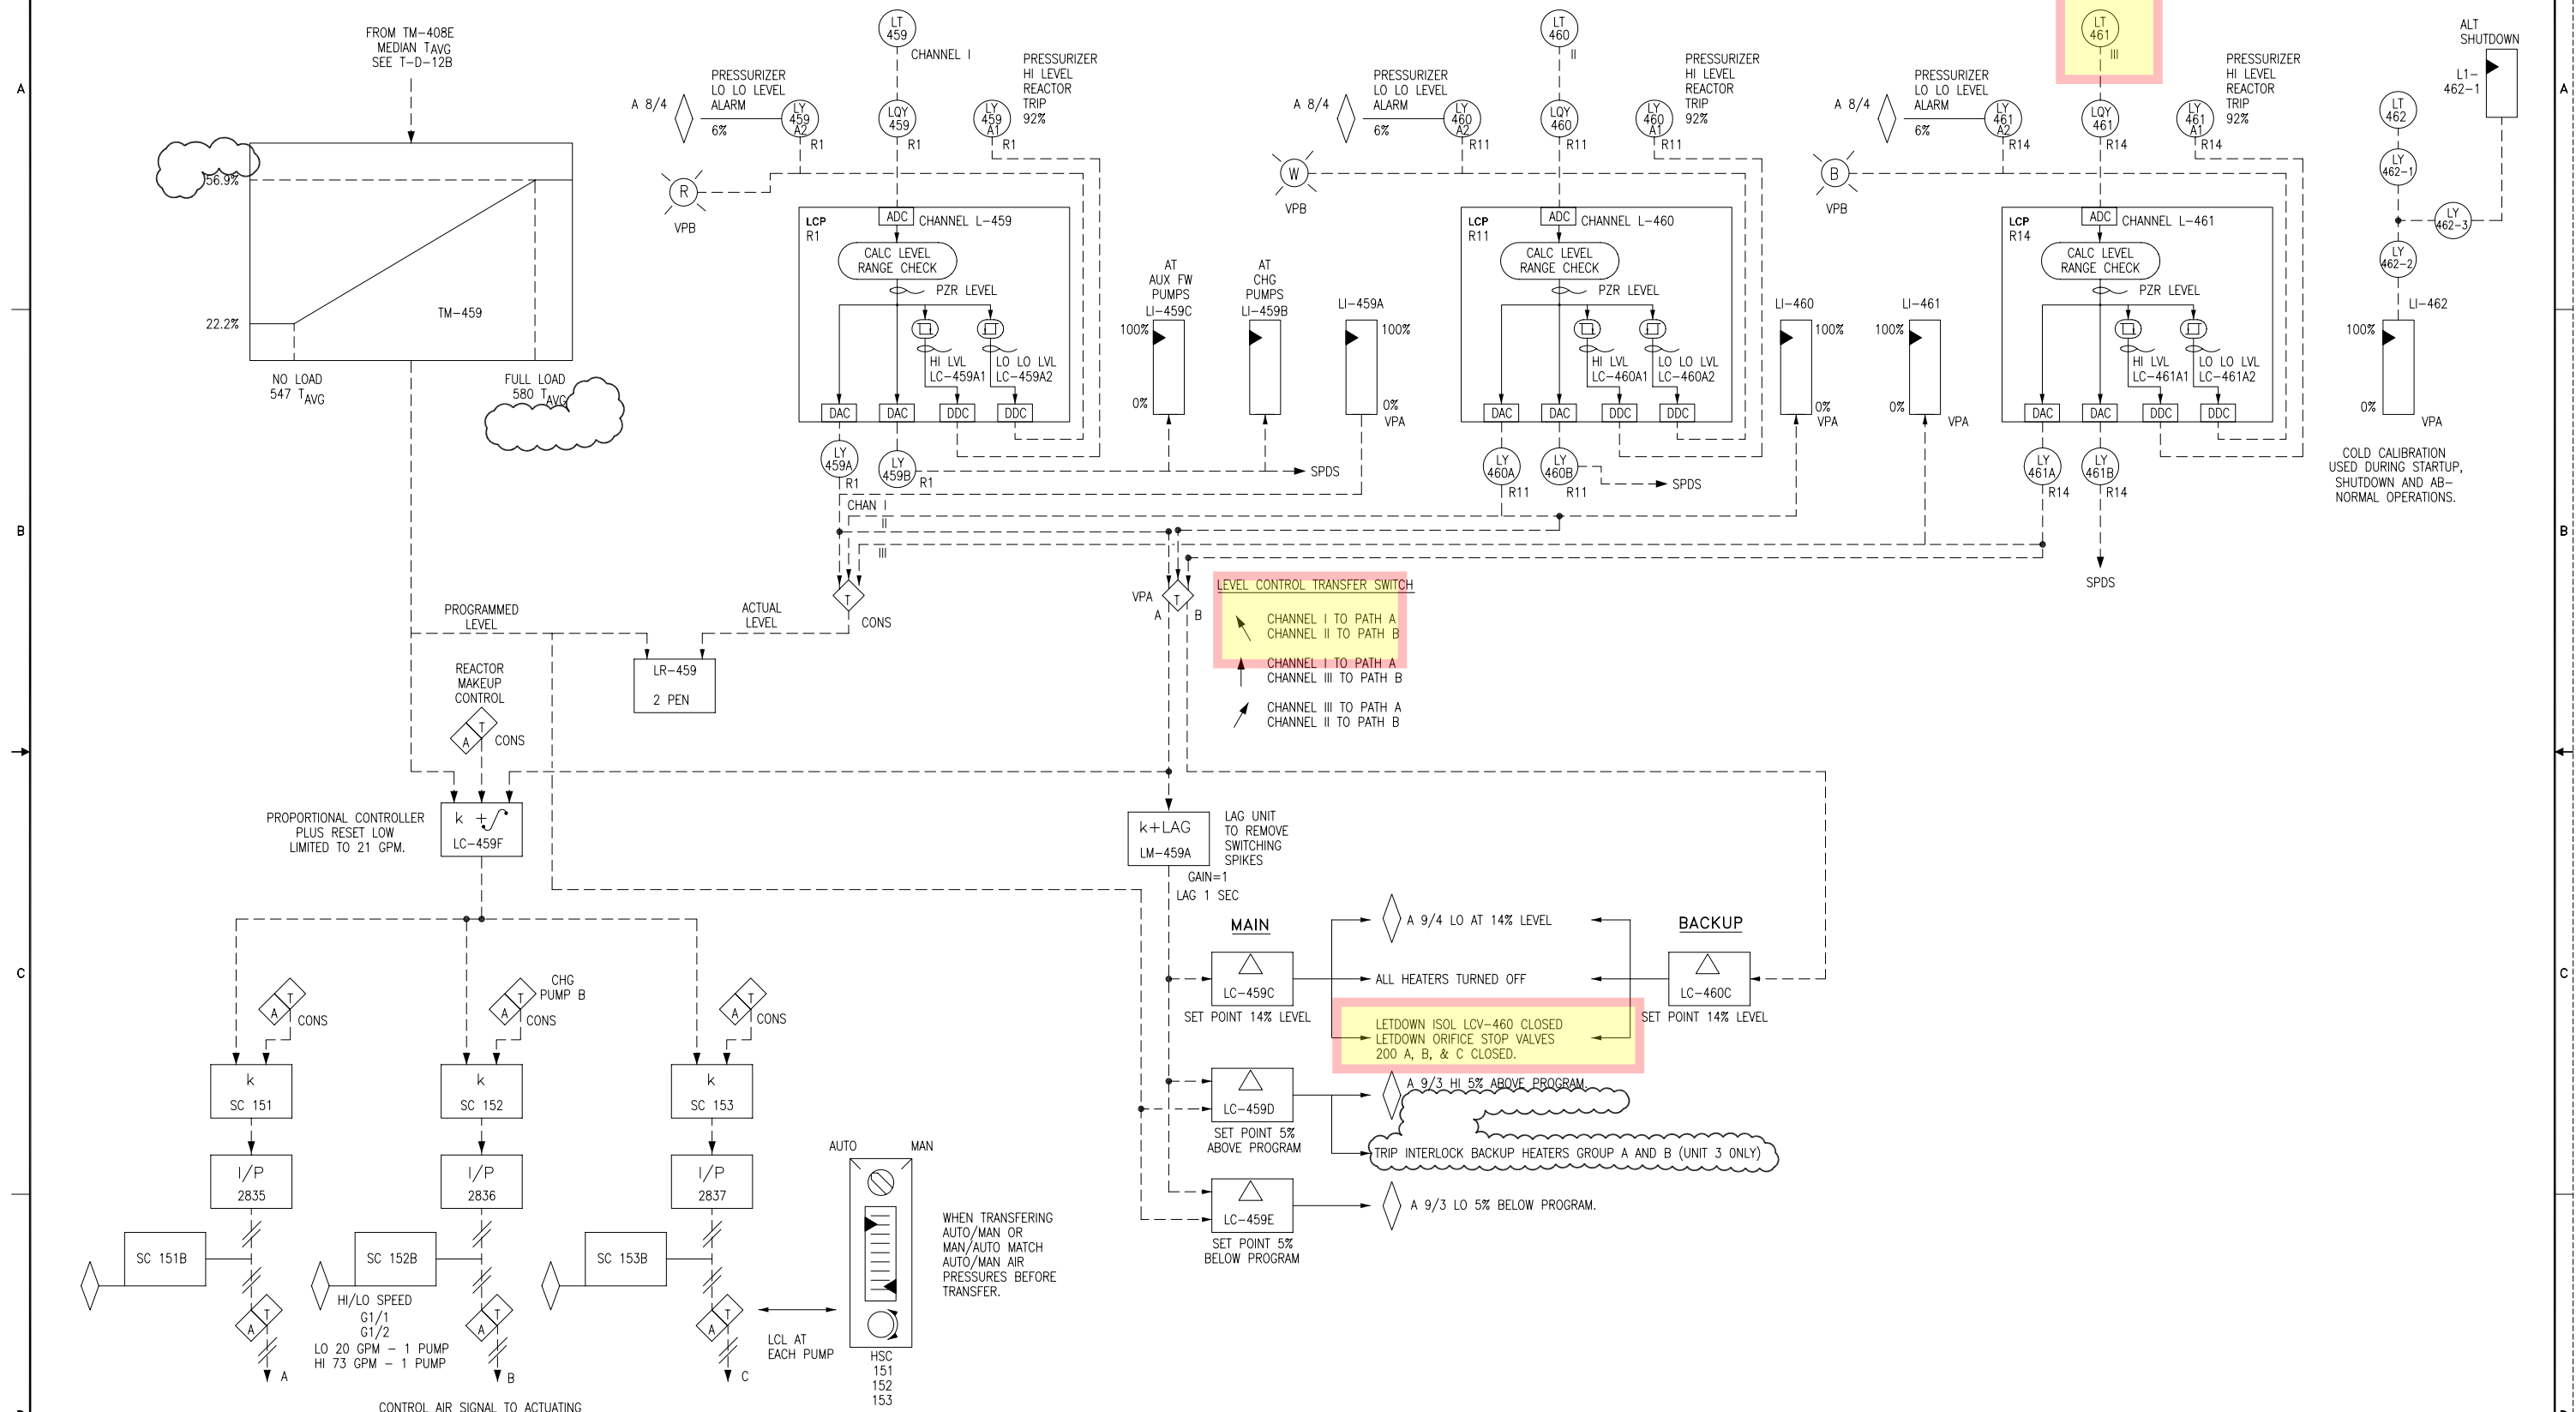 FROM TM-408E
MEDIAN TAVG
SEE T-D-12B
56.9%
22.2%
TM-459
NO LOAD
547 TAVG
FULL LOAD
580 TAVG
LT
459
CHANNEL I
PRESSURIZER
LO LO LEVEL
ALARM
6%
A 8/4
LY
459
A2
R1
LQY
459
R1
LY
459
A1
R1
PRESSURIZER
HI LEVEL
REACTOR
TRIP
92%
R
VPB
LCP
R1
ADC
CHANNEL L-459
CALC LEVEL
RANGE CHECK
PZR LEVEL
HI LVL
LC-459A1
LO LO LVL
LC-459A2
DAC
DAC
DDC
DDC
LY
459A
R1
LY
459B
R1
AT
AUX FW
PUMPS
LI-459C
100%
0%
AT
CHG
PUMPS
LI-459B
LI-459A
100%
0%
VPA
SPDS
LT
460
II
PRESSURIZER
LO LO LEVEL
ALARM
6%
A 8/4
LY
460
A2
R11
LQY
460
R11
LY
460
A1
R11
PRESSURIZER
HI LEVEL
REACTOR
TRIP
92%
W
VPB
LCP
R11
ADC
CHANNEL L-460
CALC LEVEL
RANGE CHECK
PZR LEVEL
HI LVL
LC-460A1
LO LO LVL
LC-460A2
DAC
DAC
DDC
DDC
LY
460A
R11
LY
460B
R11
SPDS
LI-460
100%
0%
VPA
LT
461
III
PRESSURIZER
LO LO LEVEL
ALARM
6%
A 8/4
LY
461
A2
R14
LQY
461
R14
LY
461
A1
R14
PRESSURIZER
HI LEVEL
REACTOR
TRIP
92%
B
VPB
LCP
R14
ADC
CHANNEL L-461
CALC LEVEL
RANGE CHECK
PZR LEVEL
HI LVL
LC-461A1
LO LO LVL
LC-461A2
DAC
DAC
DDC
DDC
LY
461A
R14
LY
461B
R14
SPDS
LI-461
100%
0%
VPA
ALT
SHUTDOWN
L1-
462-1
LT
462
LY
462-1
LY
462-3
LY
462-2
LI-462
100%
0%
VPA
COLD CALIBRATION
USED DURING STARTUP,
SHUTDOWN AND AB-
NORMAL OPERATIONS.
A
A
B
B
C
C
CHAN I
II
III
T
CONS
PROGRAMMED
LEVEL
ACTUAL
LEVEL
LR-459
2 PEN
VPA
T
A
B
LEVEL CONTROL TRANSFER SWITCH
CHANNEL I TO PATH A
CHANNEL II TO PATH B
CHANNEL I TO PATH A
CHANNEL III TO PATH B
CHANNEL III TO PATH A
CHANNEL II TO PATH B
REACTOR
MAKEUP
CONTROL
A
T
CONS
PROPORTIONAL CONTROLLER
PLUS RESET LOW
LIMITED TO 21 GPM.
k +∫
LC-459F
k+LAG
LM-459A
LAG UNIT
TO REMOVE
SWITCHING
SPIKES
GAIN=1
LAG 1 SEC
MAIN
BACKUP
A 9/4 LO AT 14% LEVEL
ALL HEATERS TURNED OFF
LC-459C
SET POINT 14% LEVEL
LC-460C
SET POINT 14% LEVEL
LETDOWN ISOL LCV-460 CLOSED
LETDOWN ORIFICE STOP VALVES
200 A, B, & C CLOSED.
A 9/3 HI 5% ABOVE PROGRAM.
LC-459D
SET POINT 5%
ABOVE PROGRAM
TRIP INTERLOCK BACKUP HEATERS GROUP A AND B (UNIT 3 ONLY)
LC-459E
SET POINT 5%
BELOW PROGRAM
A 9/3 LO 5% BELOW PROGRAM.
A
T
CONS
CHG
PUMP B
A
T
CONS
A
T
CONS
k
SC 151
k
SC 152
k
SC 153
I/P
2835
I/P
2836
I/P
2837
SC 151B
SC 152B
SC 153B
HI/LO SPEED
G1/1
G1/2
LO 20 GPM - 1 PUMP
HI 73 GPM - 1 PUMP
A
T
A
A
T
B
A
T
C
LCL AT
EACH PUMP
AUTO
MAN
HSC
151
152
153
WHEN TRANSFERING
AUTO/MAN OR
MAN/AUTO MATCH
AUTO/MAN AIR
PRESSURES BEFORE
TRANSFER.
CONTROL AIR SIGNAL TO ACTUATING